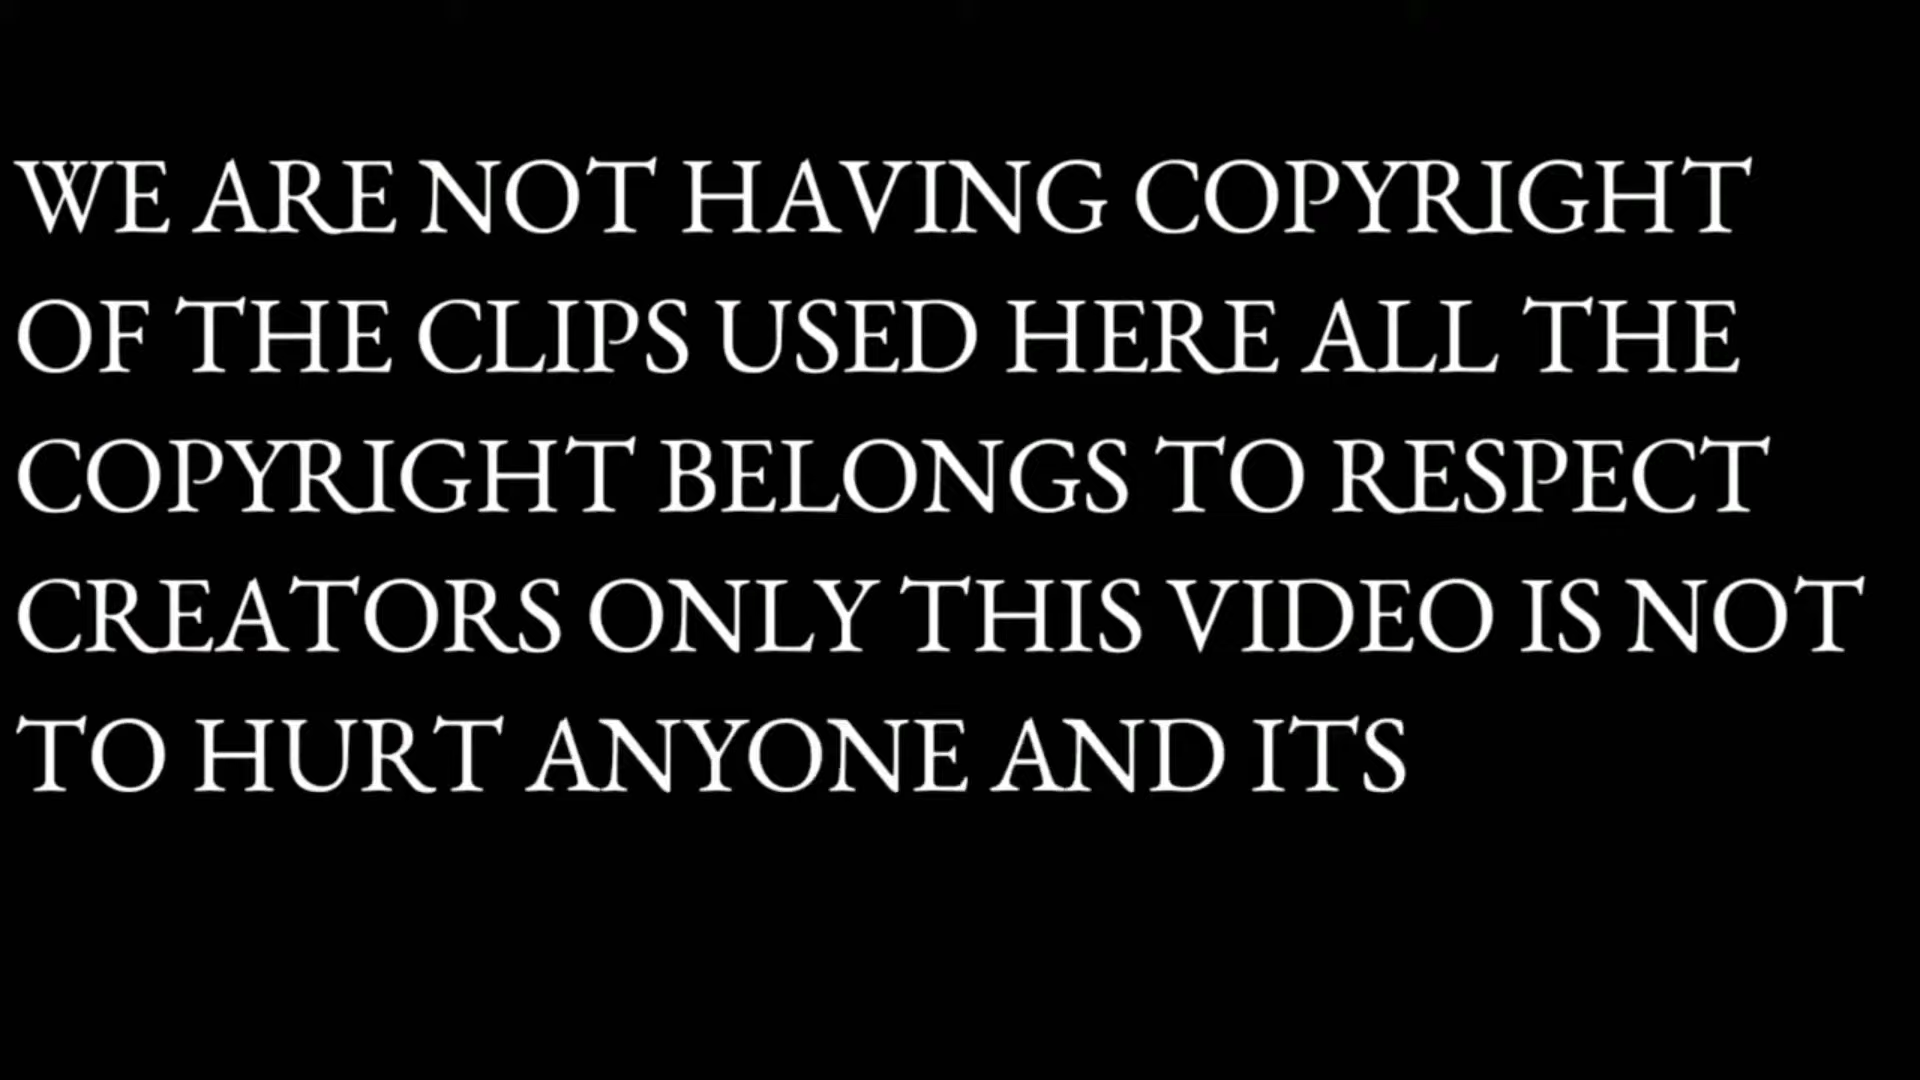 WE ARE NOT HAVING COPYRIGHT
OF THE CLIPS USED HERE ALL THE
COPYRIGHT BELONGS TO RESPECT
CREATORS ONLY THIS VIDEO IS NOT
TO HURT ANYONE AND ITS